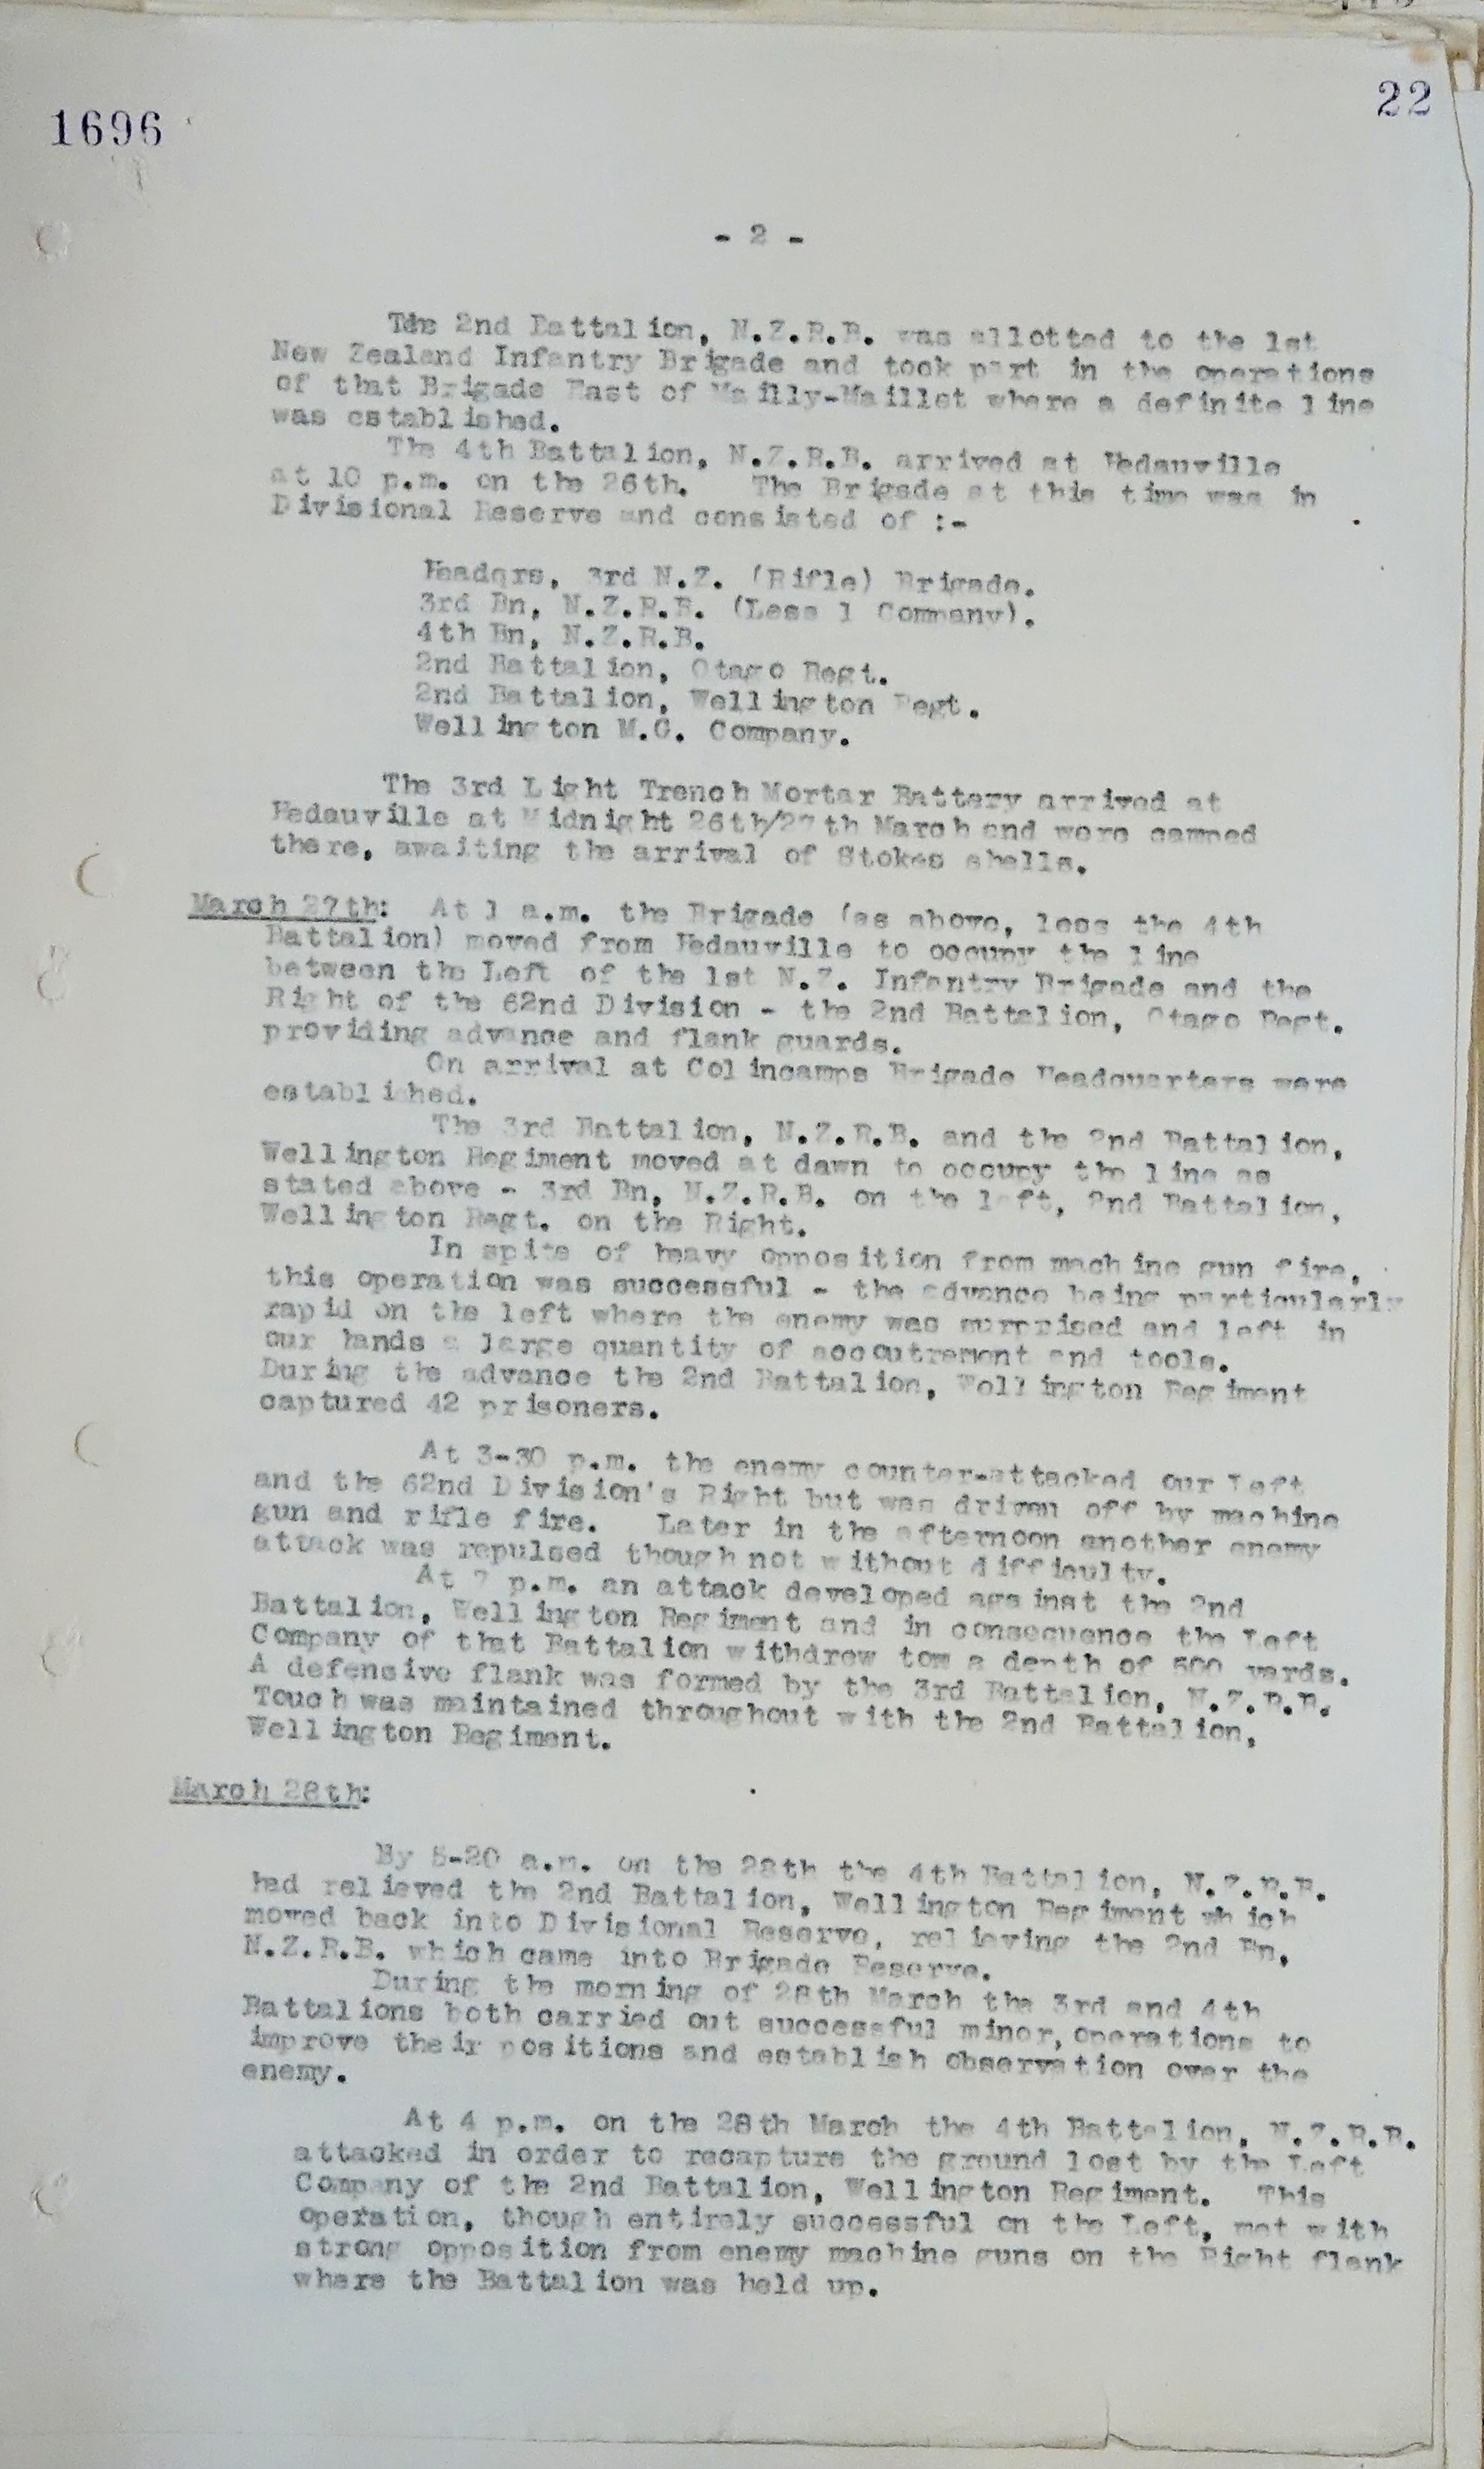 1696
22
- 2 -
The 2nd Battalion, N.Z.R.B. was allotted to the 1st
New Zealand Infantry Brigade and took part in the operations
of that Brigade East of Mailly-Maillet where a definite line
was established.
The 4th Battalion, N.Z.R.B. arrived at Hedauville
at 10 p.m. on the 26th. The Brigade at this time was in
Divisional Reserve and consisted of :-
Headqrs, 3rd N.Z. (Rifle) Brigade.
3rd Bn, N.Z.R.B. (Less 1 Company).
4th Bn, N.Z.R.B.
2nd Battalion, Otago Regt.
2nd Battalion, Wellington Regt.
Wellington M.G. Company.
The 3rd Light Trench Mortar Battery arrived at
Hedauville at Midnight 26th/27th March and were camped
there, awaiting the arrival of Stokes shells.
March 27th: At 1 a.m. the Brigade (as above, less the 4th
Battalion) moved from Hedauville to occupy the line
between the Left of the 1st N.Z. Infantry Brigade and the
Right of the 62nd Division - the 2nd Battalion, Otago Regt.
providing advance and flank guards.
On arrival at Colincamps Brigade Headquarters were
established.
The 3rd Battalion, N.Z.R.B. and the 2nd Battalion,
Wellington Regiment moved at dawn to occupy the line as
stated above - 3rd Bn, N.Z.R.B. on the left, 2nd Battalion,
Wellington Regt. on the Right.
In spite of heavy opposition from machine gun fire,
this operation was successful - the advance being particularly
rapid on the left where the enemy was surprised and left in
our hands a large quantity of accoutrement and tools.
During the advance the 2nd Battalion, Wellington Regiment
captured 42 prisoners.
At 3-30 p.m. the enemy counter-attacked our Left
and the 62nd Division's Right but was driven off by machine
gun and rifle fire. Later in the afternoon another enemy
attack was repulsed though not without difficulty.
At 7 p.m. an attack developed against the 2nd
Battalion, Wellington Regiment and in consequence the Left
Company of that Battalion withdrew tom a depth of 500 yards.
A defensive flank was formed by the 3rd Battalion, N.Z.R.B.
Touch was maintained throughout with the 2nd Battalion,
Wellington Regiment.
March 28th:
By 5-20 a.m. on the 28th the 4th Battalion, N.Z.R.B.
had relieved the 2nd Battalion, Wellington Regiment which
moved back into Divisional Reserve, relieving the 2nd Bn,
N.Z.R.B. which came into Brigade Reserve.
During the morning of 28th March the 3rd and 4th
Battalions both carried out successful minor, operations to
improve their positions and establish observation over the
enemy.
At 4 p.m. on the 28th March the 4th Battalion, N.Z.R.B.
attacked in order to recapture the ground lost by the Left
Company of the 2nd Battalion, Wellington Regiment. This
operation, though entirely successful on the Left, met with
strong opposition from enemy machine guns on the Right flank
where the Battalion was held up.